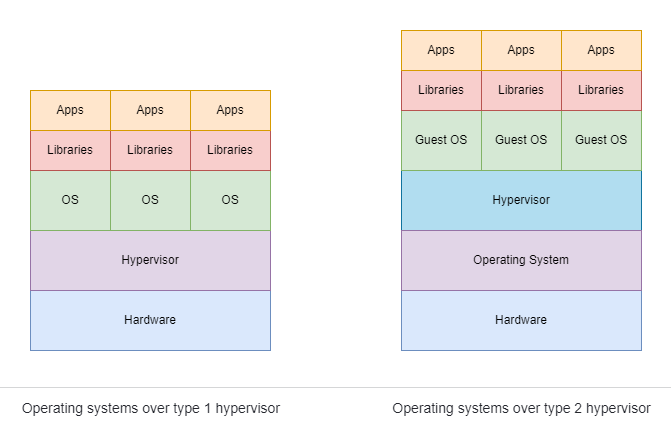 Apps Apps Apps
Libraries Libraries Libraries
OS OS OS
Hypervisor
Hardware
Operating systems over type 1 hypervisor
Apps Apps Apps
Libraries Libraries Libraries
Guest OS Guest OS Guest OS
Hypervisor
Operating System
Hardware
Operating systems over type 2 hypervisor